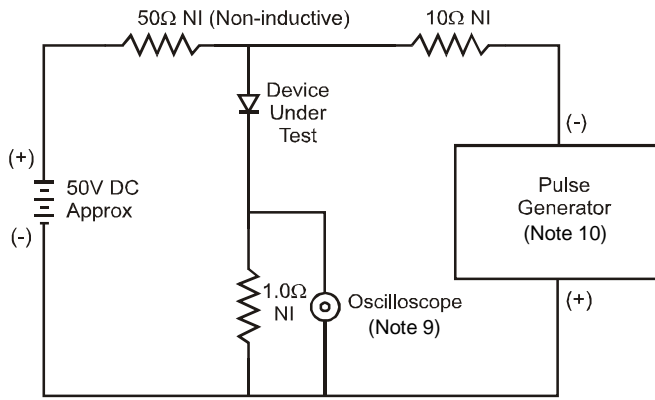 50Ω NI (Non-inductive)
10Ω NI
Device
Under
Test
(-)
(+)
50V DC
Approx
(-)
Pulse
Generator
(Note 10)
1.0Ω
NI
Oscilloscope
(Note 9)
(+)